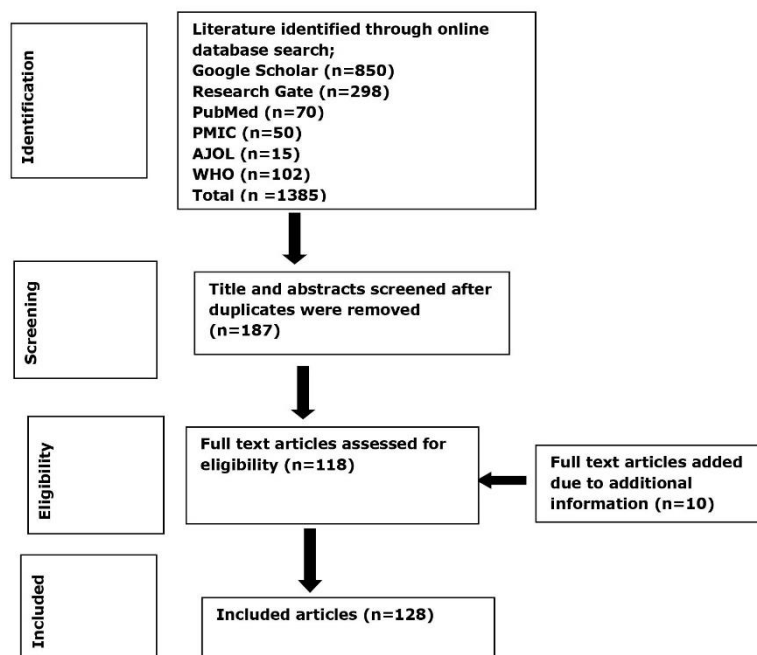 Identification
Literature identified through online
database search;
Google Scholar (n=850)
Research Gate (n=298)
PubMed (n=70)
PMIC (n=50)
AJOL (n=15)
WHO (n=102)
Total (n =1385)
Screening
Title and abstracts screened after
duplicates were removed
(n=187)
Eligibility
Full text articles assessed for
eligibility (n=118)
Full text articles added
due to additional
information (n=10)
Included
Included articles (n=128)